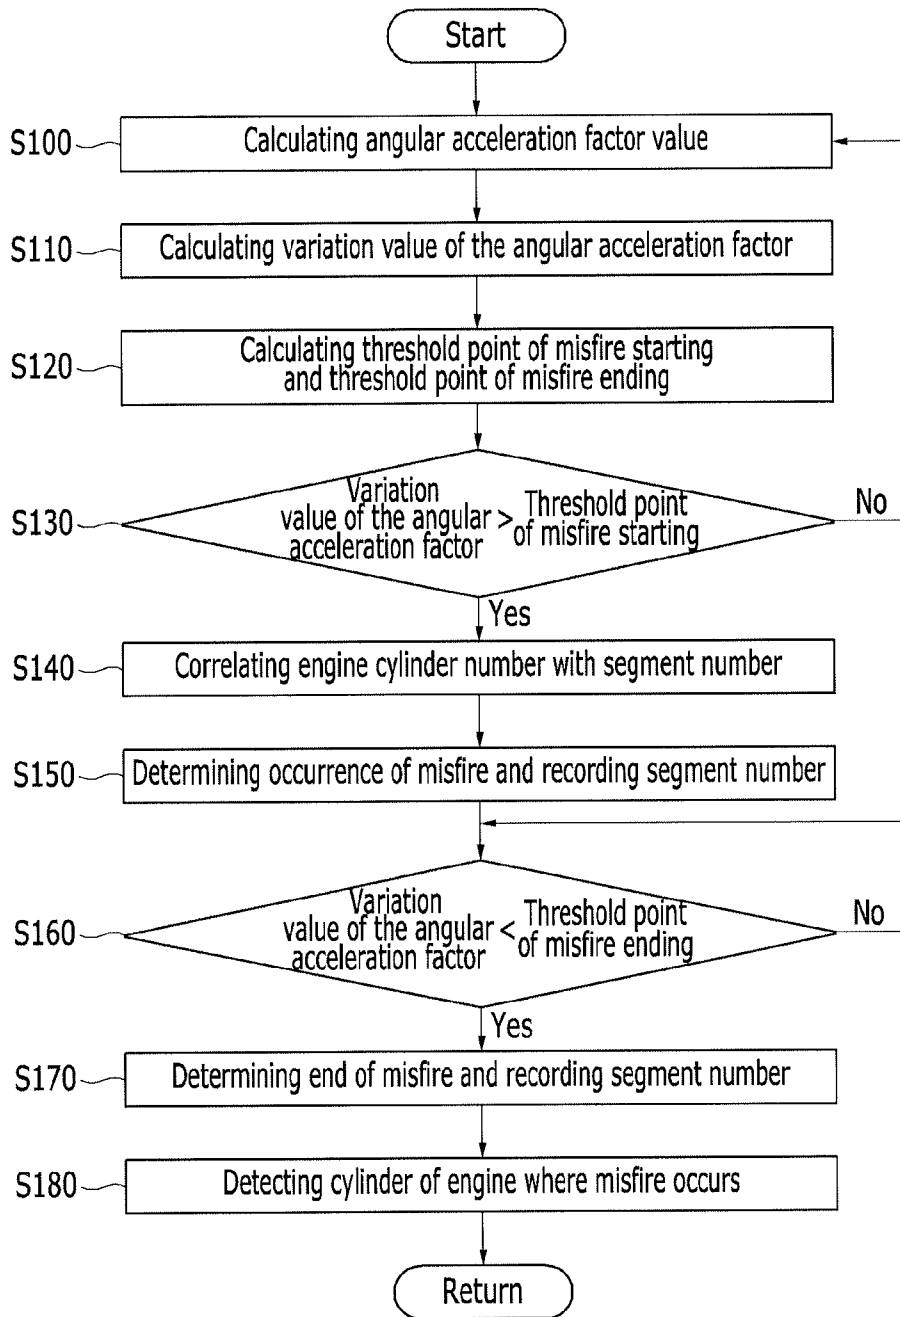 Start
S100
Calculating angular acceleration factor value
S110
Calculating variation value of the angular acceleration factor
S120
Calculating threshold point of misfire starting
and threshold point of misfire ending
S130
Variation
value of the angular
acceleration factor
>
Threshold point
of misfire starting
No
Yes
S140
Correlating engine cylinder number with segment number
S150
Determining occurrence of misfire and recording segment number
S160
Variation
value of the angular
acceleration factor
<
Threshold point
of misfire ending
No
Yes
S170
Determining end of misfire and recording segment number
S180
Detecting cylinder of engine where misfire occurs
Return